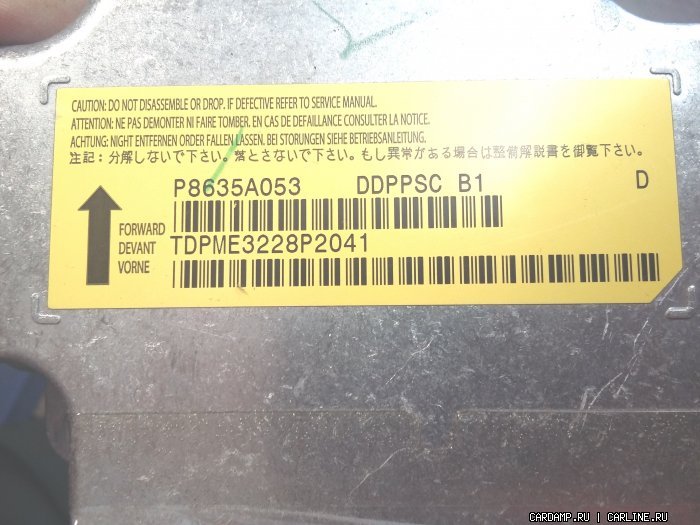 CAUTION: DO NOT DISASSEMBLE OR DROP. IF DEFECTIVE REFER TO SERVICE MANUAL.
ATTENTION: NE PAS DEMONTER NI FAIRE TOMBER. EN CAS DE DEFAILLANCE CONSULTER LA NOTICE.
ACHTUNG: NIGHT ENTFERNEN ORDER FALLEN LASSEN. BEI STORUNGEN SIEHE BETRIEBSANLEITUNG.
注記：分解しないで下さい。落とさないで下さい。もし異常がある場合は整備解説書を御覧下さい。
P8635A053 DDPPSC B1 D
FORWARD
DEVANT TDPME3228P2041
VORNE
CARDAMP.RU | CARLINE.RU